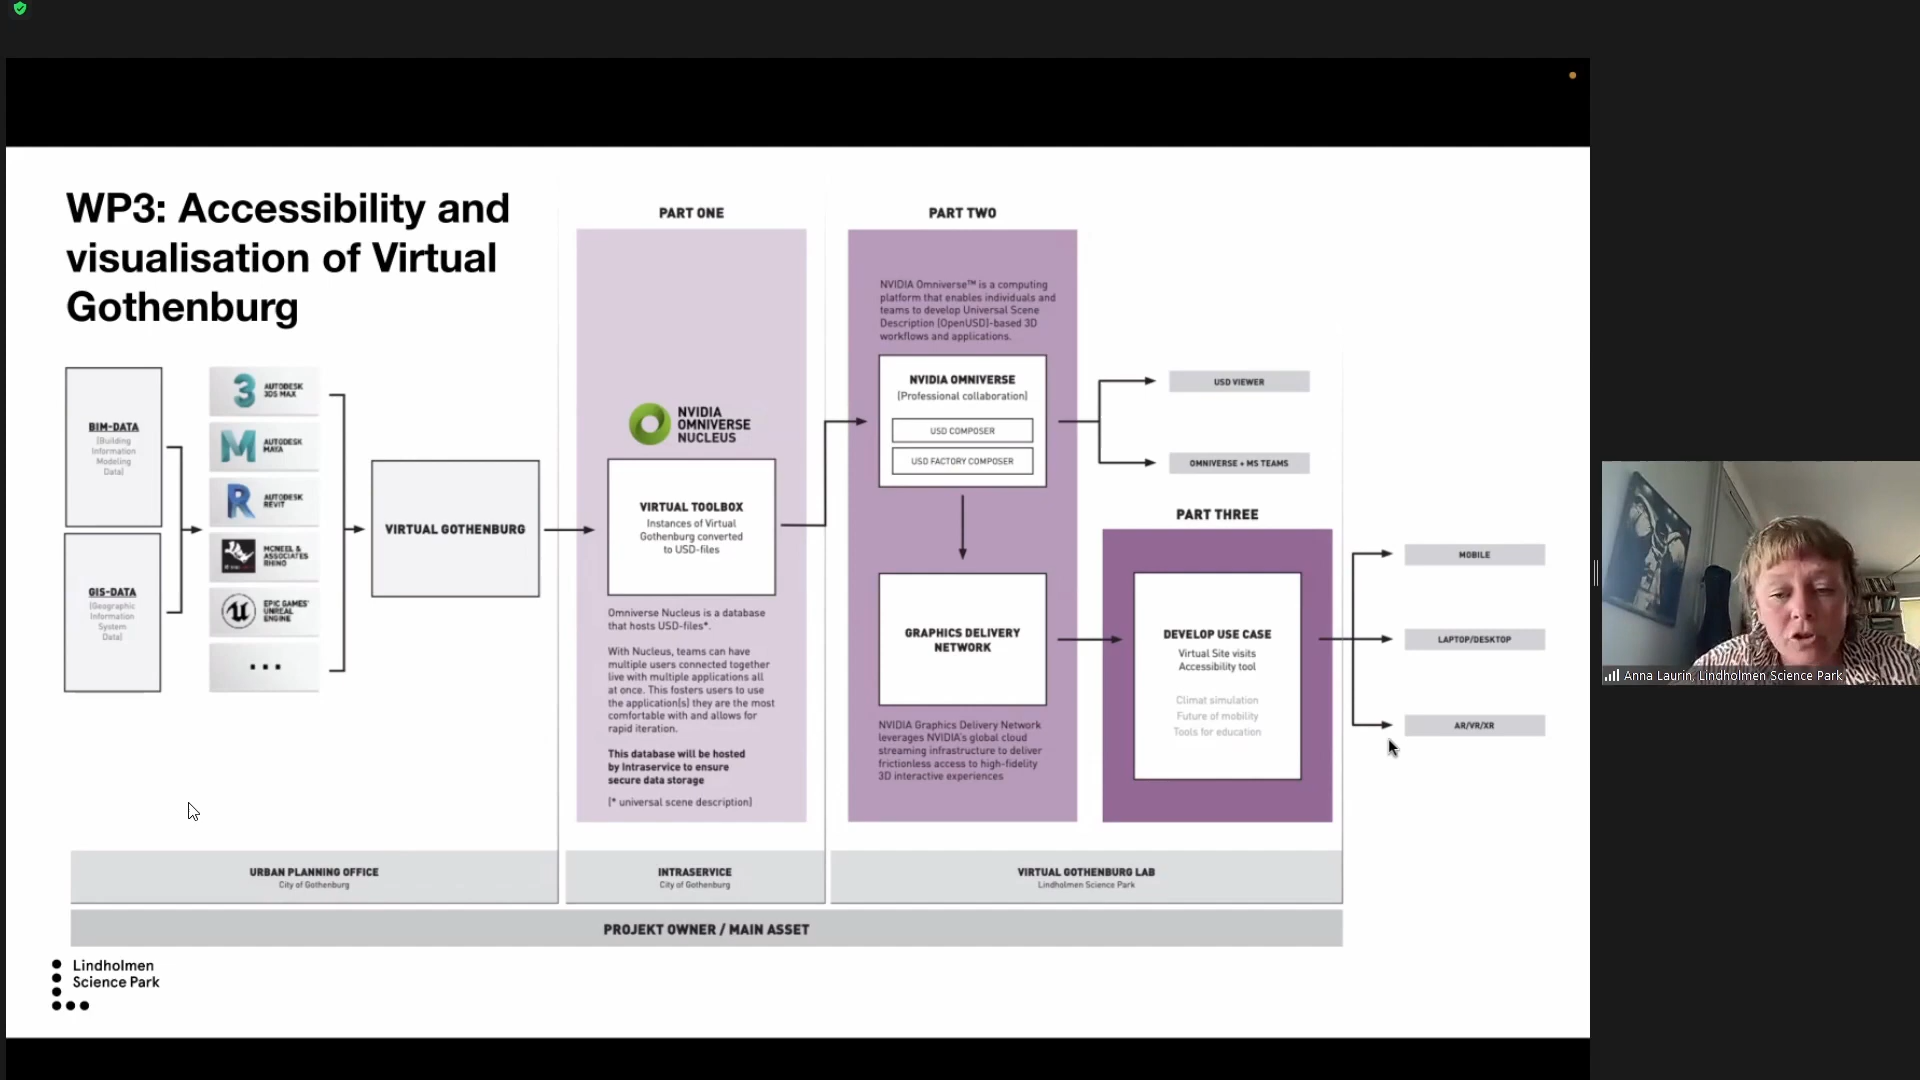 WP3: Accessibility and
visualisation of Virtual
Gothenburg
BIM-DATA
[Building
Information
Modeling
Data]
GIS-DATA
[Geographic
Information
System
Data]
AUTODESK
3DS MAX
AUTODESK
MAYA
AUTODESK
REVIT
MCNEEL &
ASSOCIATES
RHINO
EPIC GAMES'
UNREAL
ENGINE
...
VIRTUAL GOTHENBURG
PART ONE
NVIDIA
OMNIVERSE
NUCLEUS
VIRTUAL TOOLBOX
Instances of Virtual
Gothenburg converted
to USD-files
Omniverse Nucleus is a database
that hosts USD-files*.
With Nucleus, teams can have
multiple users connected together
live with multiple applications all
at once. This fosters users to use
the application[s] they are the most
comfortable with and allows for
rapid iteration.
This database will be hosted
by Intraservice to ensure
secure data storage
[* universal scene description]
PART TWO
NVIDIA Omniverse™ is a computing
platform that enables individuals and
teams to develop Universal Scene
Description [OpenUSD]-based 3D
workflows and applications.
NVIDIA OMNIVERSE
[Professional collaboration]
USD COMPOSER
USD FACTORY COMPOSER
GRAPHICS DELIVERY
NETWORK
NVIDIA Graphics Delivery Network
leverages NVIDIA's global cloud
streaming infrastructure to deliver
frictionless access to high-fidelity
3D interactive experiences
USD VIEWER
OMNIVERSE + MS TEAMS
PART THREE
DEVELOP USE CASE
Virtual Site visits
Accessibility tool
Climat simulation
Future of mobility
Tools for education
MOBILE
LAPTOP/DESKTOP
AR/VR/XR
URBAN PLANNING OFFICE
City of Gothenburg
INTRASERVICE
City of Gothenburg
VIRTUAL GOTHENBURG LAB
Lindholmen Science Park
PROJEKT OWNER / MAIN ASSET
Lindholmen
Science Park
Anna Laurin, Lindholmen Science Park